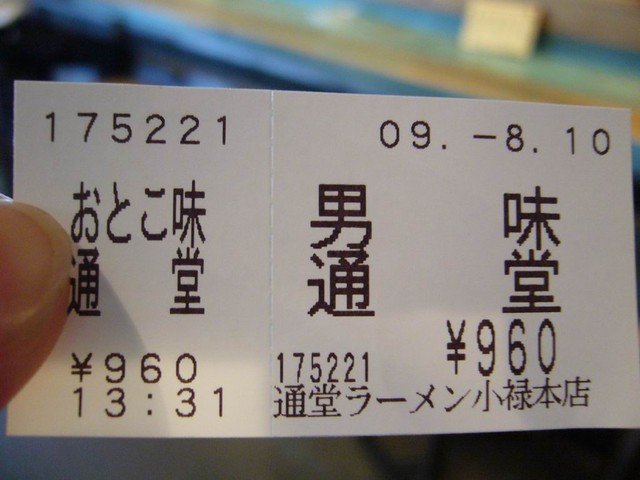 175221
おとこ味
通 堂
¥960
13:31
09.-8.10
男 味
通 堂
¥960
175221
通堂ラーメン小禄本店